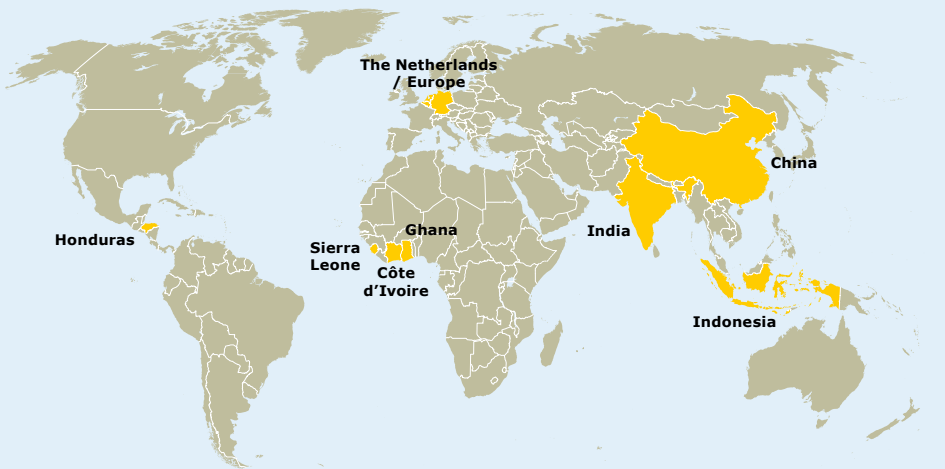 The Netherlands
/ Europe
China
Honduras
Ghana
India
Sierra
Leone
Côte
d’Ivoire
Indonesia